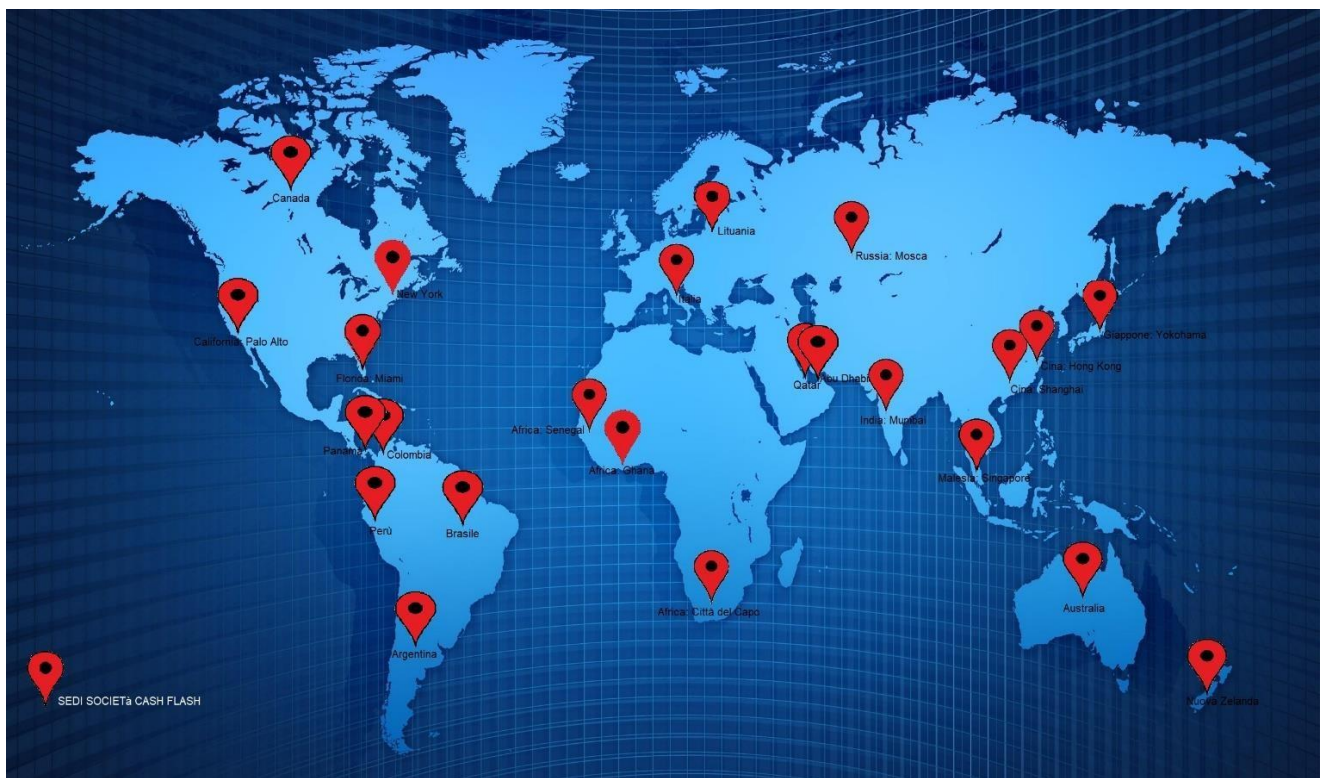 Canada
Lituania
Russia: Mosca
New York
Italia
California: Palo Alto
Giappone: Yokohama
Florida: Miami
Cina: Hong Kong
Qatar
Abu Dhabi
Cina: Shanghai
India: Mumbai
Africa: Senegal
Panama
Colombia
Africa: Ghana
Malesia: Singapore
Perù
Brasile
Africa: Città del Capo
Australia
Argentina
SEDI SOCIETà CASH FLASH
Nuova Zelanda